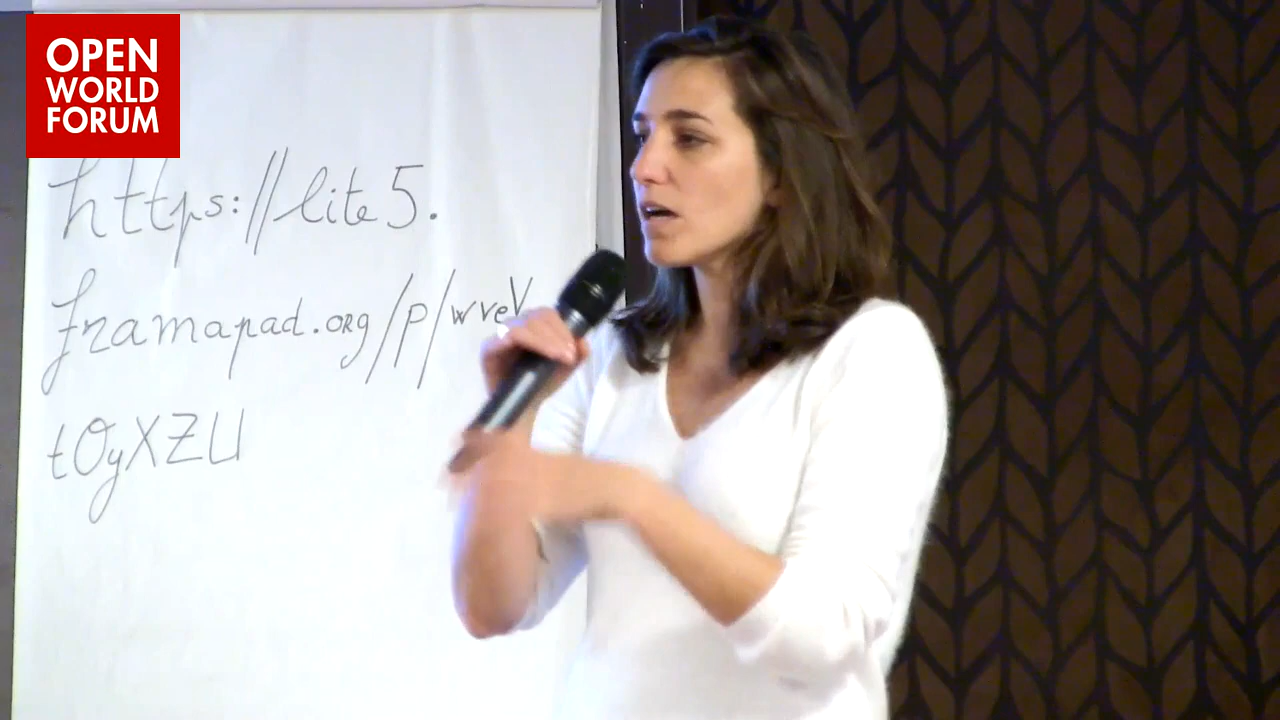 OPEN
WORLD
FORUM
https://lite5.
framapad.org/p/wveV
tOyXZU